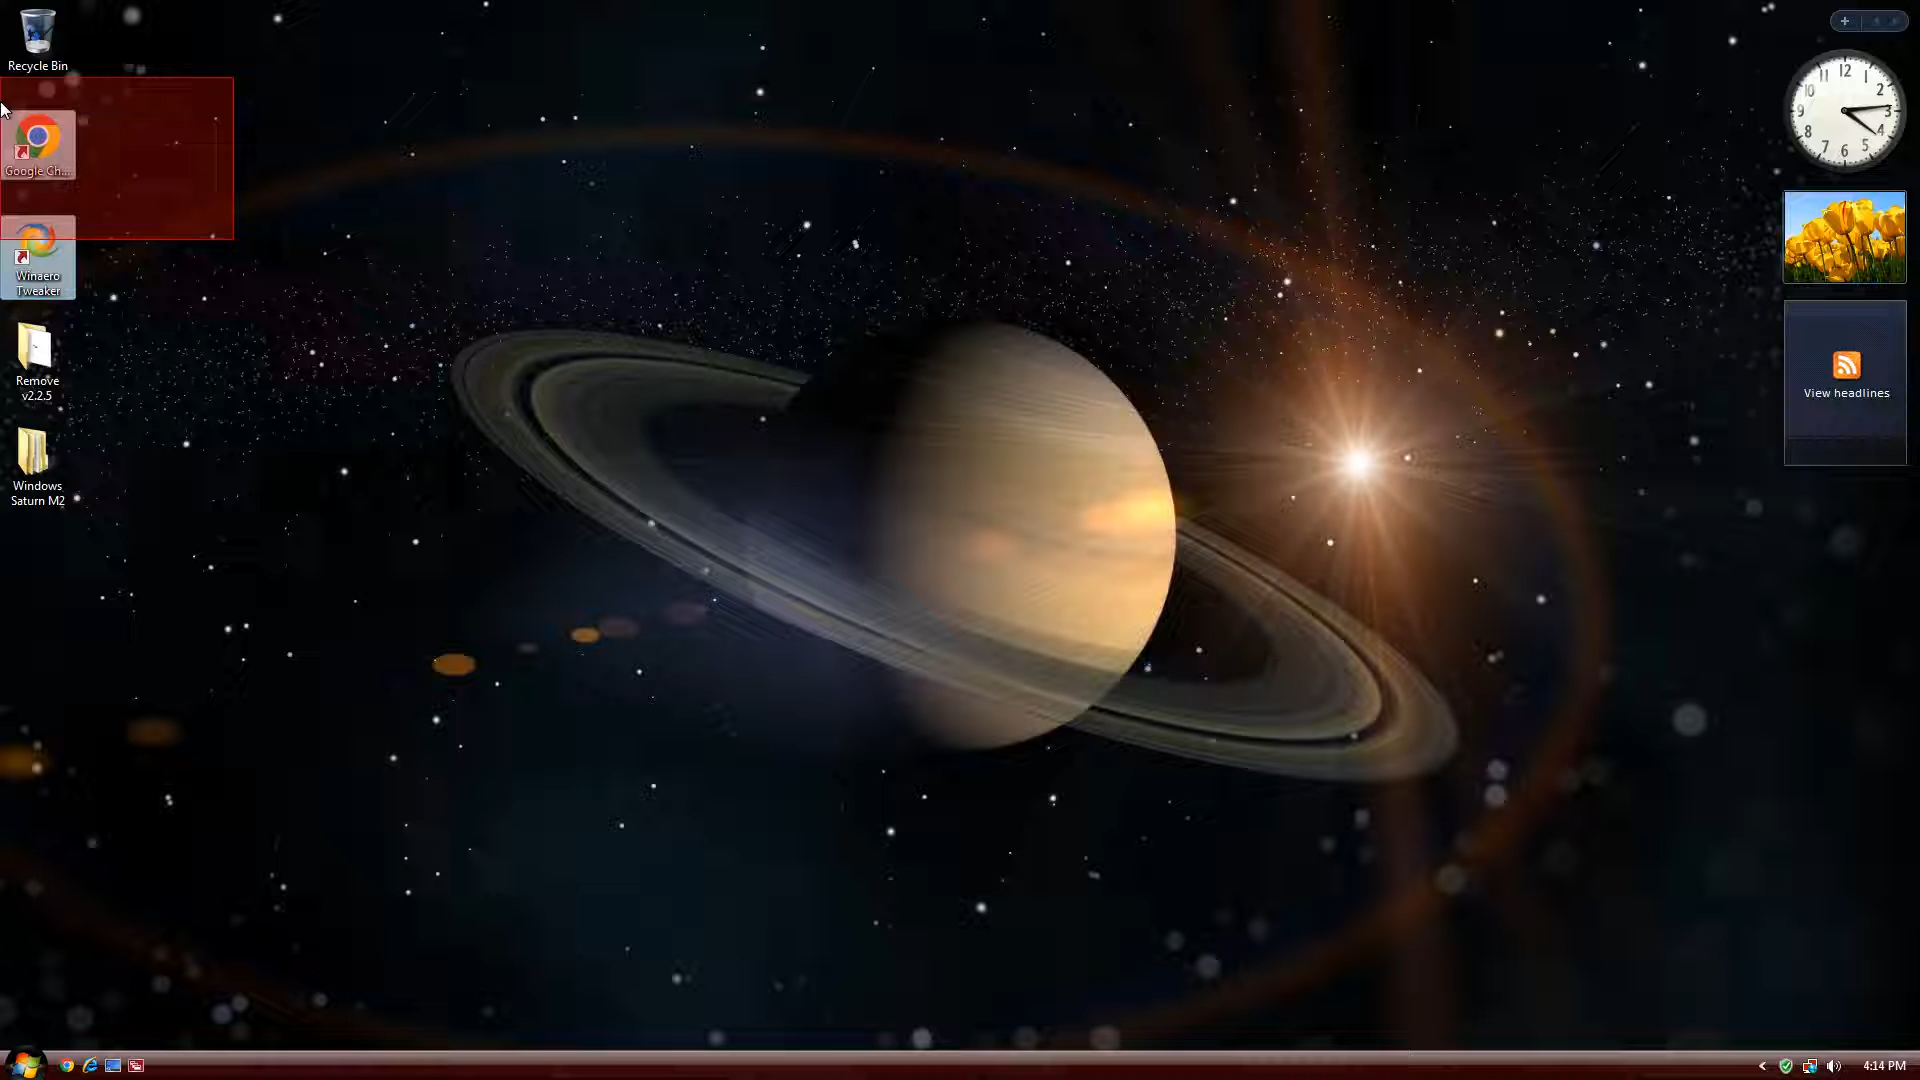 Recycle Bin
Google Ch...
Winaero
Tweaker
Remove
v2.2.5
Windows
Saturn M2
11 12 1
10 2
9 3
8 4
7 6 5
View headlines
4:14 PM